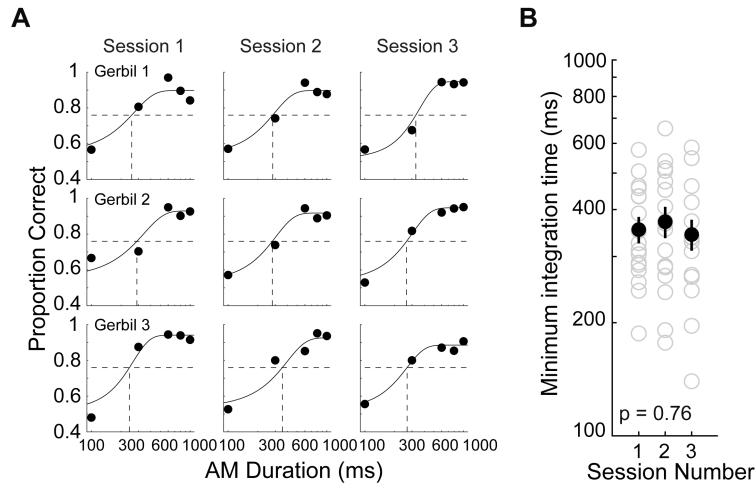 A
B
Session 1 Session 2 Session 3
Gerbil 1
1
0.8
0.6
0.4
Gerbil 2
1
0.8
0.6
0.4
Gerbil 3
1
0.8
0.6
0.4
100 300 1000 100 300 1000 100 300 1000
Proportion Correct
AM Duration (ms)
Minimum integration time (ms)
1000
800
600
400
200
100
p = 0.76
1 2 3
Session Number